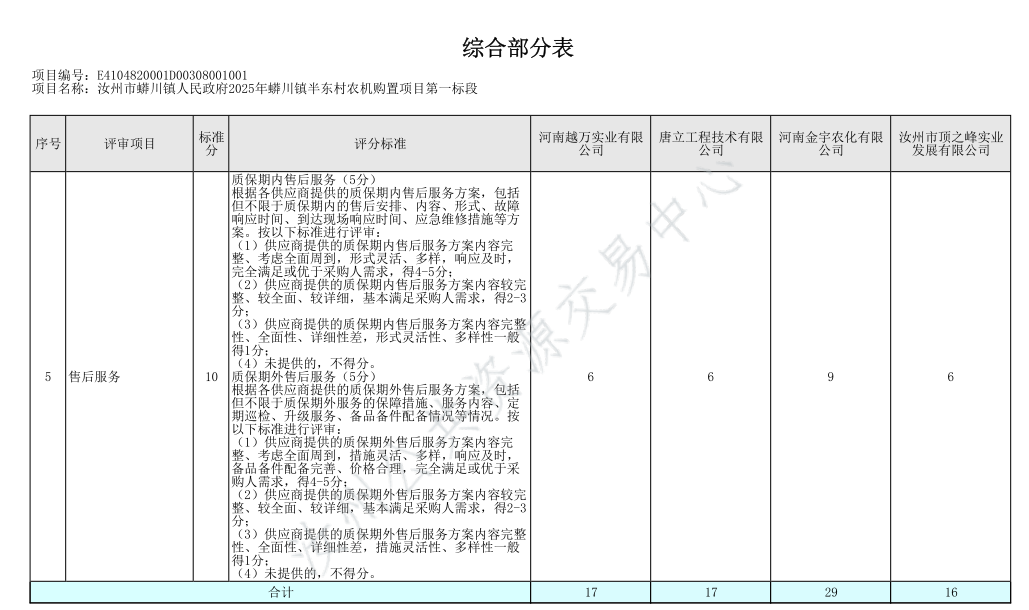 综合部分表
项目编号：E4104820001D00308001001
项目名称：汝州市蟒川镇人民政府2025年蟒川镇半东村农机购置项目第一标段
序号 评审项目 标准分 评分标准 河南越万实业有限公司 唐立工程技术有限公司 河南金宇农化有限公司 汝州市顶之峰实业发展有限公司
质保期内售后服务（5分）
根据各供应商提供的质保期内售后服务方案，包括
但不限于质保期内的售后安排、内容、形式、故障
响应时间、到达现场响应时间、应急维修措施等方
案。按以下标准进行评审：
（1）供应商提供的质保期内售后服务方案内容完
整、考虑全面周到，形式灵活、多样，响应及时，
完全满足或优于采购人需求，得4-5分；
（2）供应商提供的质保期内售后服务方案内容较完
整、较全面、较详细，基本满足采购人需求，得2-3
分；
（3）供应商提供的质保期内售后服务方案内容完整
性、全面性、详细性差，形式灵活性、多样性一般
得1分；
（4）未提供的，不得分。
5 售后服务 10 质保期外售后服务（5分） 6 6 9 6
根据各供应商提供的质保期外售后服务方案，包括
但不限于质保期外服务的保障措施、服务内容、定
期巡检、升级服务、备品备件配备情况等情况。按
以下标准进行评审：
（1）供应商提供的质保期外售后服务方案内容完
整、考虑全面周到，措施灵活、多样，响应及时，
备品备件配备完善、价格合理，完全满足或优于采
购人需求，得4-5分；
（2）供应商提供的质保期外售后服务方案内容较完
整、较全面、较详细，基本满足采购人需求，得2-3
分；
（3）供应商提供的质保期外售后服务方案内容完整
性、全面性、详细性差，措施灵活性、多样性一般
得1分；
（4）未提供的，不得分。
合计 17 17 29 16
汝州公共资源交易中心